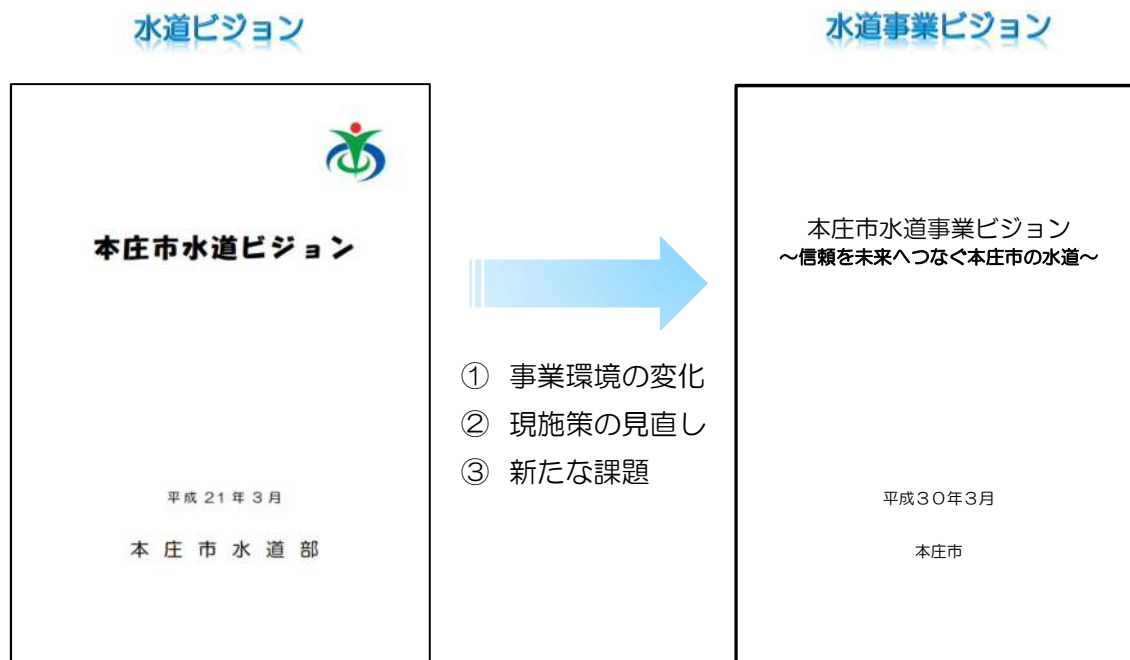 水道ビジョン
水道事業ビジョン
本庄市水道ビジョン
平成21年3月
本庄市水道部
① 事業環境の変化
② 現施策の見直し
③ 新たな課題
本庄市水道事業ビジョン
～信頼を未来へつなぐ本庄市の水道～
平成３０年３月
本庄市